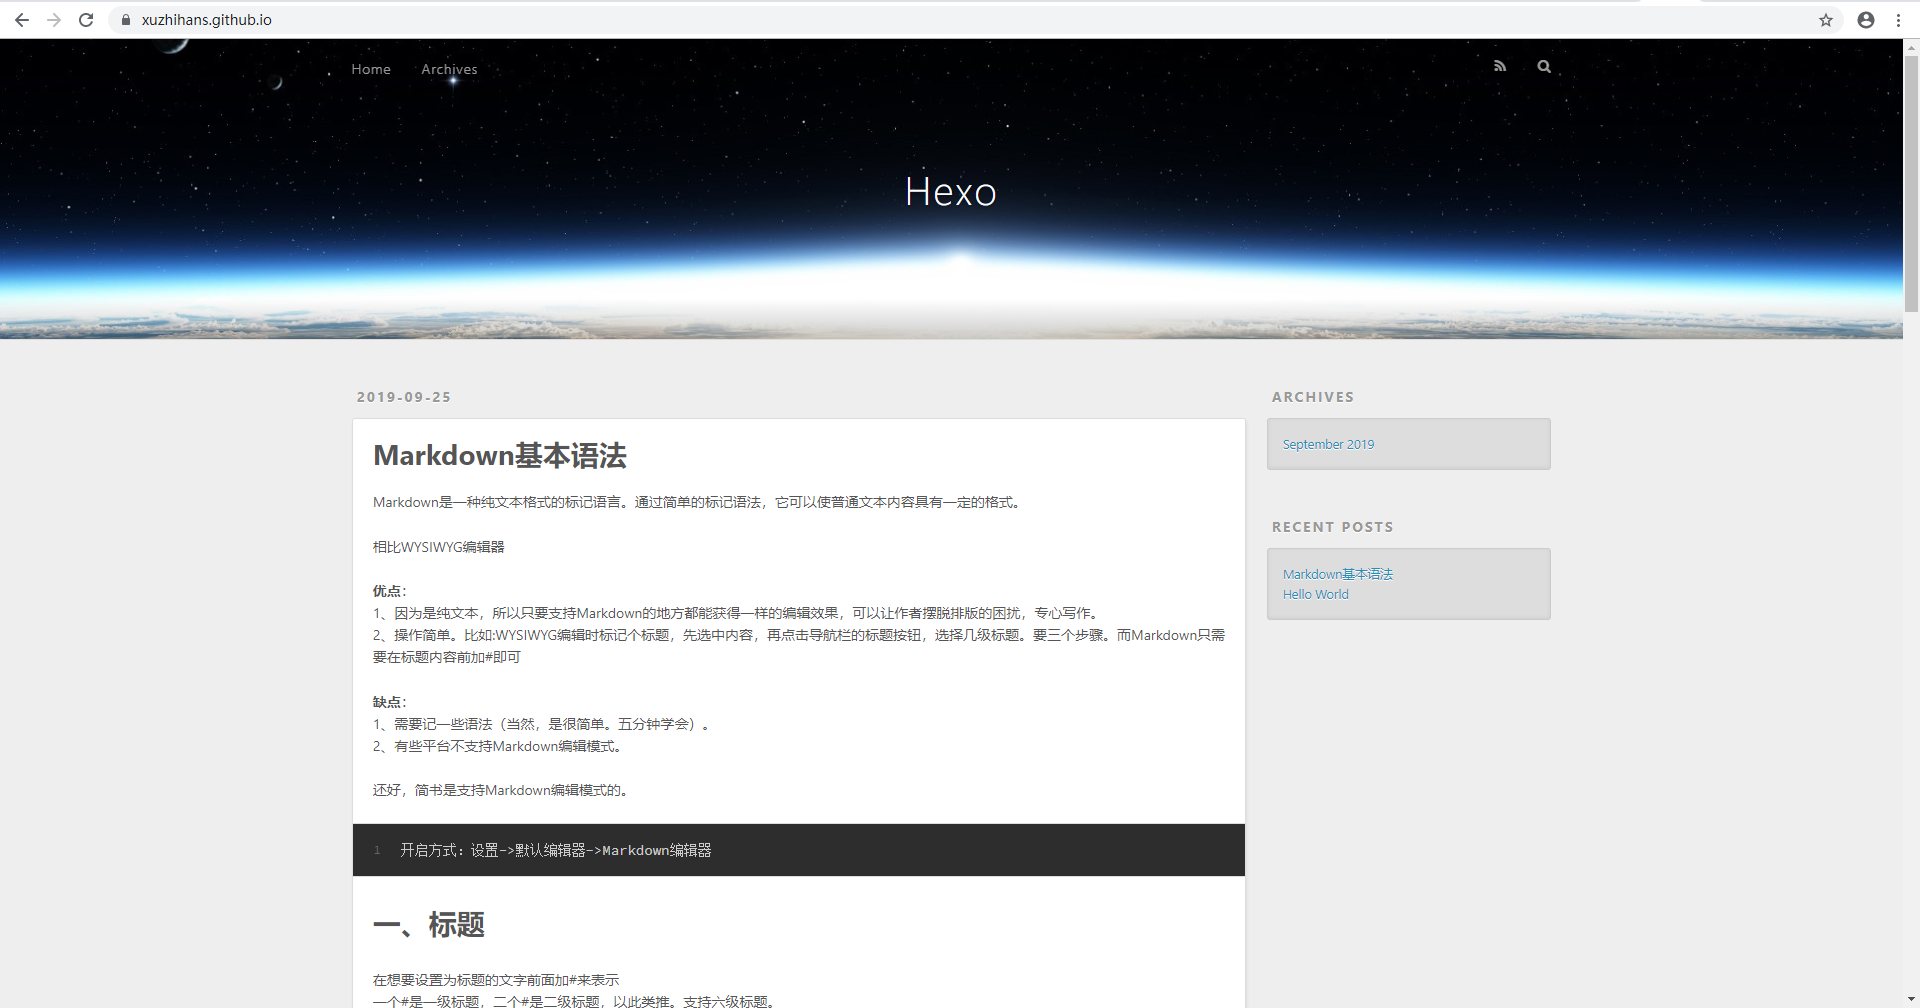 xuzhihans.github.io
Home
Archives
Hexo
2019-09-25
Markdown基本语法
Markdown是一种纯文本格式的标记语言。通过简单的标记语法，它可以使普通文本内容具有一定的格式。
相比WYSIWYG编辑器
优点：
1、因为是纯文本，所以只要支持Markdown的地方都能获得一样的编辑效果，可以让作者摆脱排版的困扰，专心写作。
2、操作简单。比如:WYSIWYG编辑时标记个标题，先选中内容，再点击导航栏的标题按钮，选择几级标题。要三个步骤。而Markdown只需
要在标题内容前加#即可
缺点：
1、需要记一些语法（当然，是很简单。五分钟学会）。
2、有些平台不支持Markdown编辑模式。
还好，简书是支持Markdown编辑模式的。
1 开启方式：设置->默认编辑器->Markdown编辑器
一、标题
在想要设置为标题的文字前面加#来表示
一个#是一级标题，二个#是二级标题，以此类推。支持六级标题。
ARCHIVES
September 2019
RECENT POSTS
Markdown基本语法
Hello World